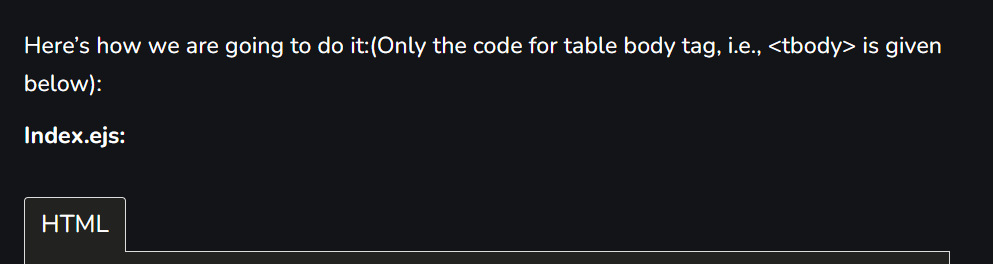 Here’s how we are going to do it:(Only the code for table body tag, i.e., <tbody> is given
below):
Index.ejs:
HTML